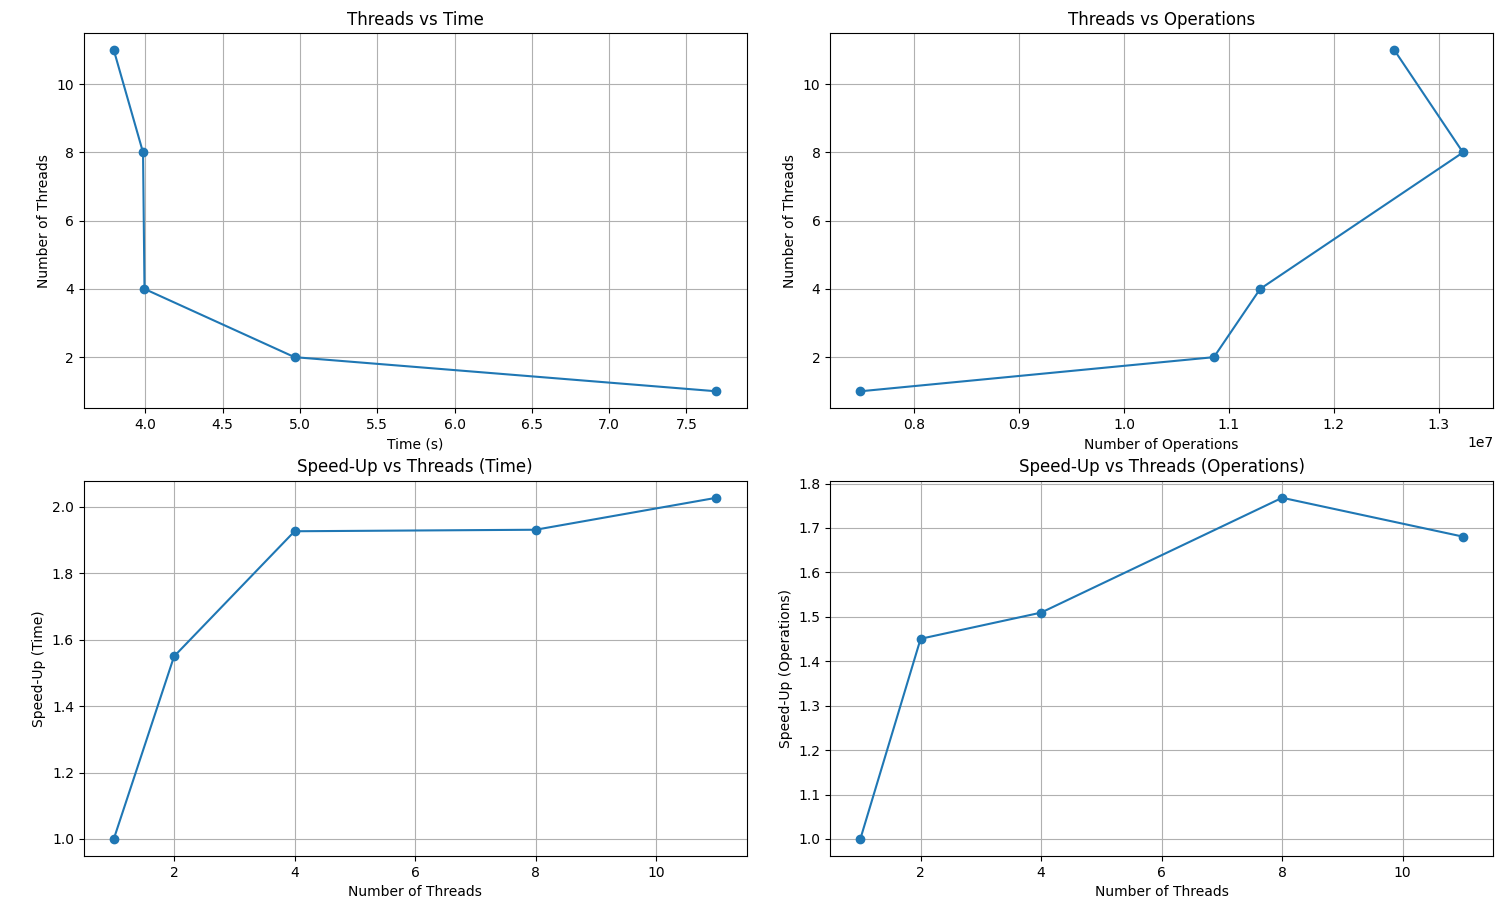 Threads vs Time
Number of Threads
10
8
6
4
2
4.0 4.5 5.0 5.5 6.0 6.5 7.0 7.5
Time (s)
Threads vs Operations
Number of Threads
10
8
6
4
2
0.8 0.9 1.0 1.1 1.2 1.3
1e7
Number of Operations
Speed-Up vs Threads (Time)
Speed-Up (Time)
2.0
1.8
1.6
1.4
1.2
1.0
2 4 6 8 10
Number of Threads
Speed-Up vs Threads (Operations)
Speed-Up (Operations)
1.8
1.7
1.6
1.5
1.4
1.3
1.2
1.1
1.0
2 4 6 8 10
Number of Threads